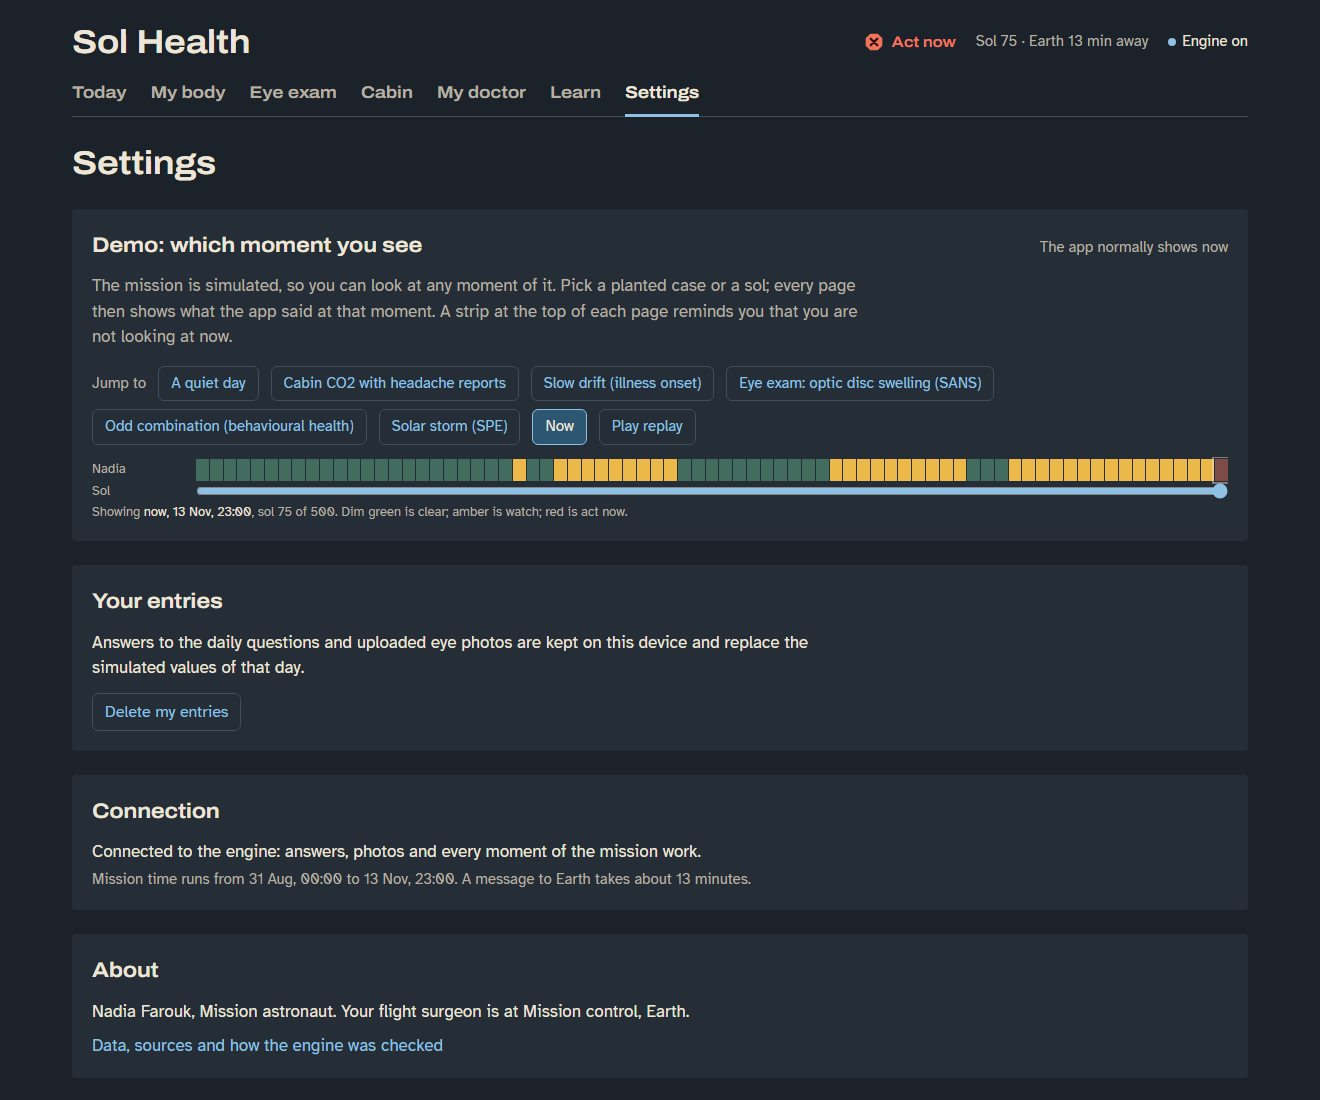 Sol Health
Act now
Sol 75 · Earth 13 min away
Engine on
Today
My body
Eye exam
Cabin
My doctor
Learn
Settings
Settings
Demo: which moment you see
The app normally shows now
The mission is simulated, so you can look at any moment of it. Pick a planted case or a sol; every page
then shows what the app said at that moment. A strip at the top of each page reminds you that you are
not looking at now.
Jump to
A quiet day
Cabin CO2 with headache reports
Slow drift (illness onset)
Eye exam: optic disc swelling (SANS)
Odd combination (behavioural health)
Solar storm (SPE)
Now
Play replay
Nadia
Sol
Showing now, 13 Nov, 23:00, sol 75 of 500. Dim green is clear; amber is watch; red is act now.
Your entries
Answers to the daily questions and uploaded eye photos are kept on this device and replace the
simulated values of that day.
Delete my entries
Connection
Connected to the engine: answers, photos and every moment of the mission work.
Mission time runs from 31 Aug, 00:00 to 13 Nov, 23:00. A message to Earth takes about 13 minutes.
About
Nadia Farouk, Mission astronaut. Your flight surgeon is at Mission control, Earth.
Data, sources and how the engine was checked